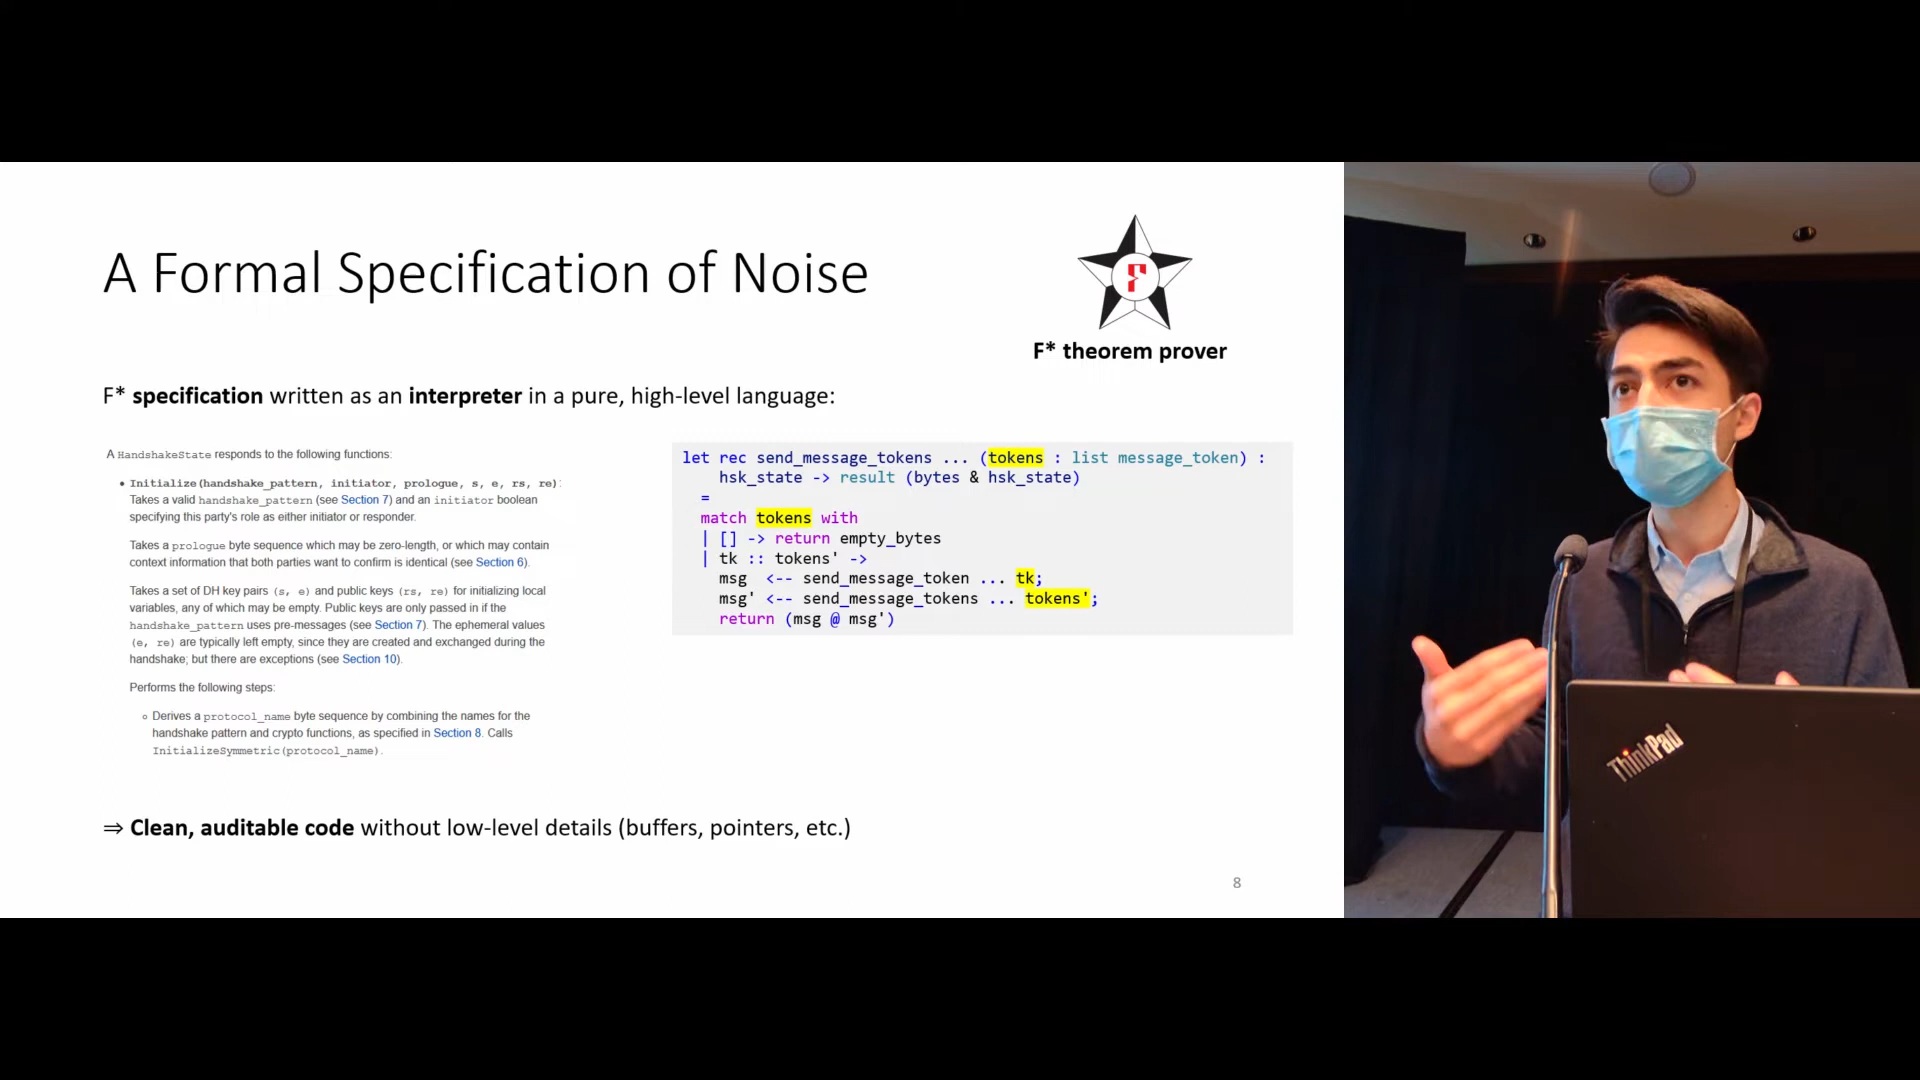 A Formal Specification of Noise
F
F* theorem prover
F* specification written as an interpreter in a pure, high-level language:
A HandshakeState responds to the following functions:
• Initialize(handshake_pattern, initiator, prologue, s, e, rs, re):
Takes a valid handshake_pattern (see Section 7) and an initiator boolean
specifying this party's role as either initiator or responder.
Takes a prologue byte sequence which may be zero-length, or which may contain
context information that both parties want to confirm is identical (see Section 6).
Takes a set of DH key pairs (s, e) and public keys (rs, re) for initializing local
variables, any of which may be empty. Public keys are only passed in if the
handshake_pattern uses pre-messages (see Section 7). The ephemeral values
(e, re) are typically left empty, since they are created and exchanged during the
handshake; but there are exceptions (see Section 10).
Performs the following steps:
◦ Derives a protocol_name byte sequence by combining the names for the
handshake pattern and crypto functions, as specified in Section 8. Calls
InitializeSymmetric(protocol_name).
let rec send_message_tokens ... (tokens : list message_token) :
hsk_state -> result (bytes & hsk_state)
=
match tokens with
| [] -> return empty_bytes
| tk :: tokens' ->
msg <-- send_message_token ... tk;
msg' <-- send_message_tokens ... tokens';
return (msg @ msg')
⇒ Clean, auditable code without low-level details (buffers, pointers, etc.)
8
ThinkPad